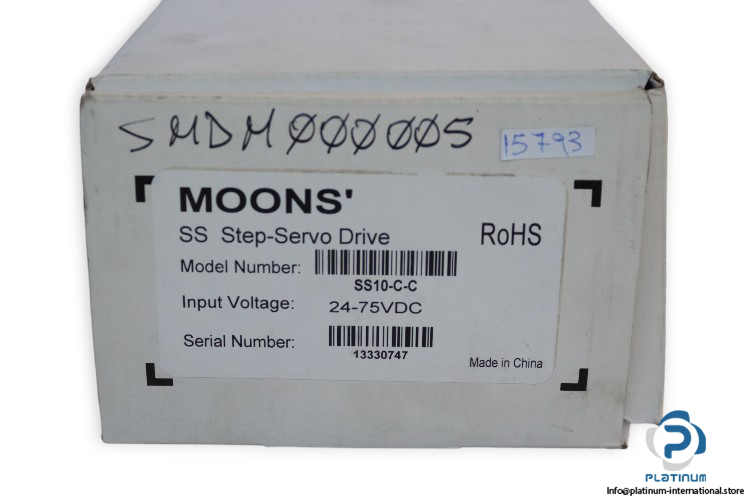 SMDM000005
15793
MOONS'
SS Step-Servo Drive
RoHS
Model Number:
SS10-C-C
Input Voltage: 24-75VDC
Serial Number:
13330747
Made in China
PLATINUM
Info@platinum-international.store